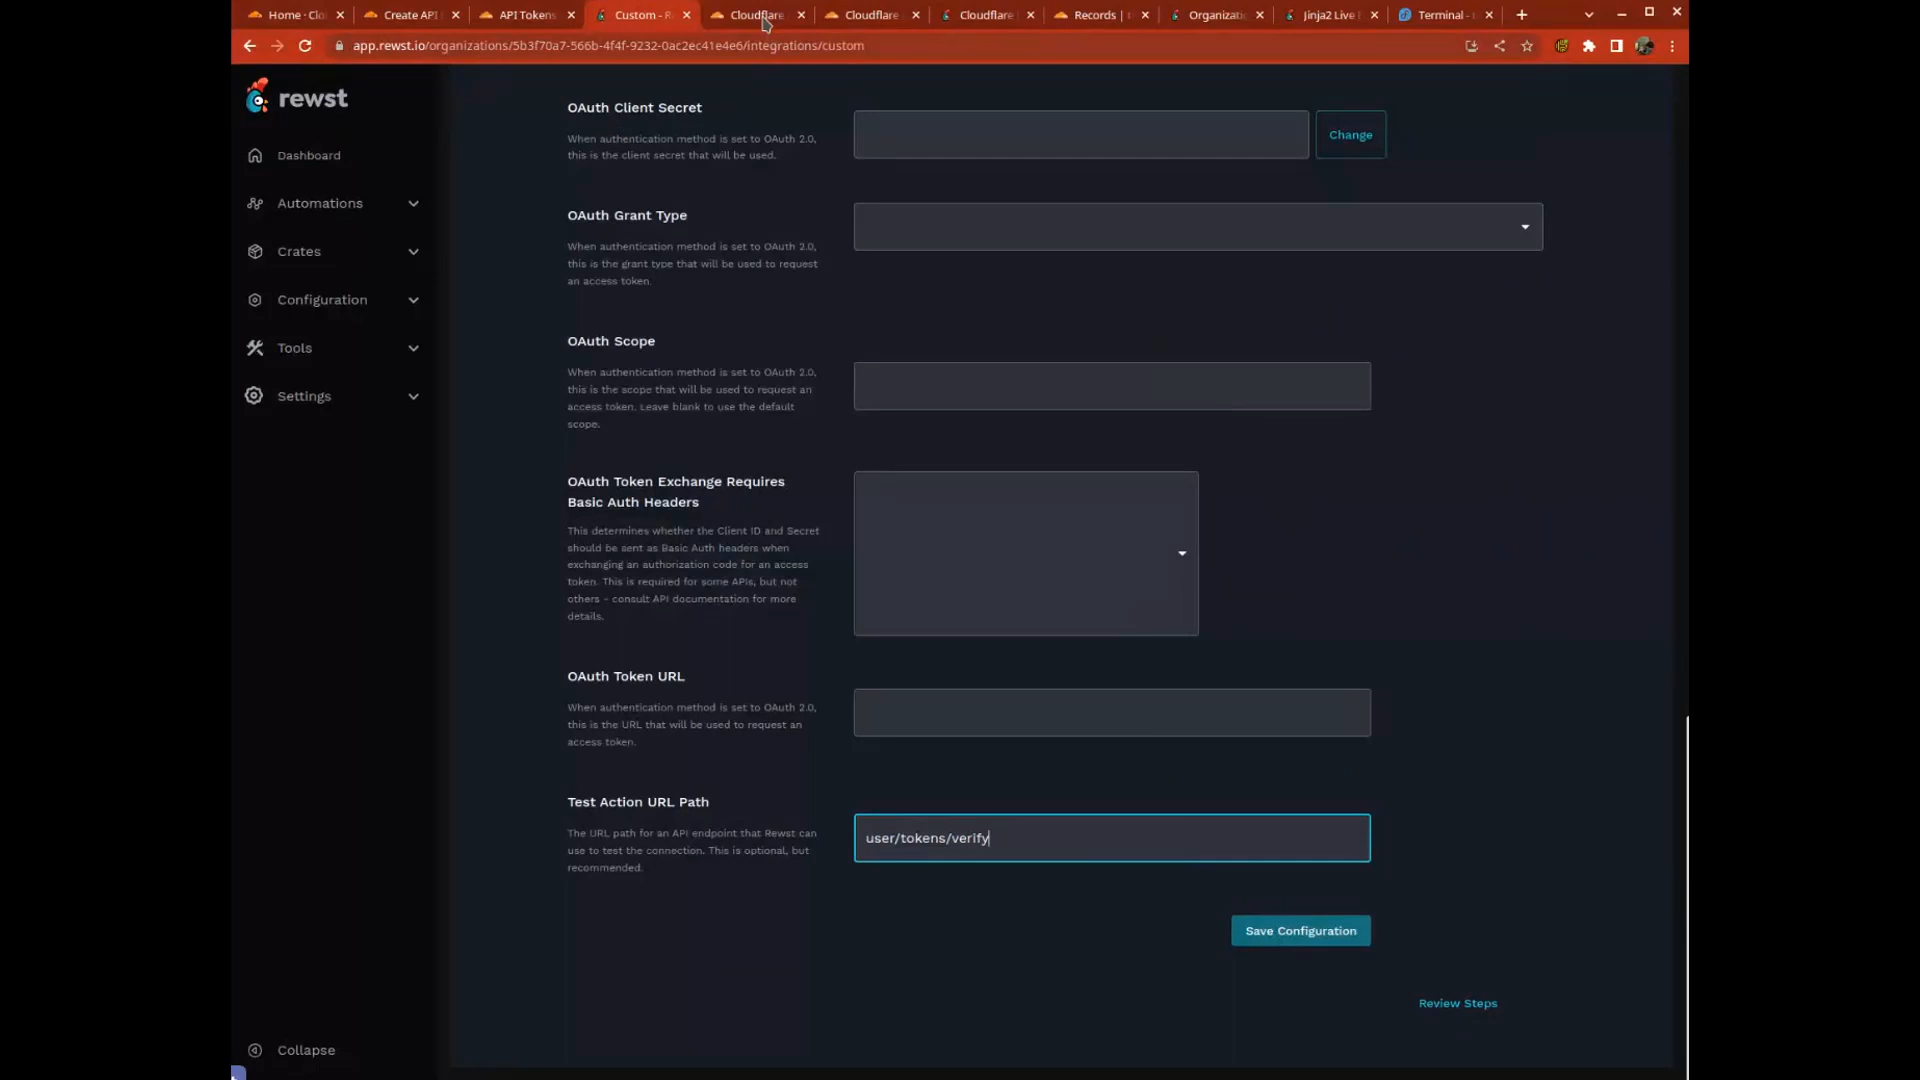 Home · Clo
Create API
API Tokens
Custom - R
Cloudflare
Cloudflare
Cloudflare
Records | t
Organizatic
Jinja2 Live E
Terminal -
app.rewst.io/organizations/5b3f70a7-566b-4f4f-9232-0ac2ec41e4e6/integrations/custom
rewst
Dashboard
Automations
Crates
Configuration
Tools
Settings
Collapse
OAuth Client Secret
When authentication method is set to OAuth 2.0,
this is the client secret that will be used.
Change
OAuth Grant Type
When authentication method is set to OAuth 2.0,
this is the grant type that will be used to request
an access token.
OAuth Scope
When authentication method is set to OAuth 2.0,
this is the scope that will be used to request an
access token. Leave blank to use the default
scope.
OAuth Token Exchange Requires
Basic Auth Headers
This determines whether the Client ID and Secret
should be sent as Basic Auth headers when
exchanging an authorization code for an access
token. This is required for some APIs, but not
others - consult API documentation for more
details.
OAuth Token URL
When authentication method is set to OAuth 2.0,
this is the URL that will be used to request an
access token.
Test Action URL Path
The URL path for an API endpoint that Rewst can
use to test the connection. This is optional, but
recommended.
user/tokens/verify
Save Configuration
Review Steps